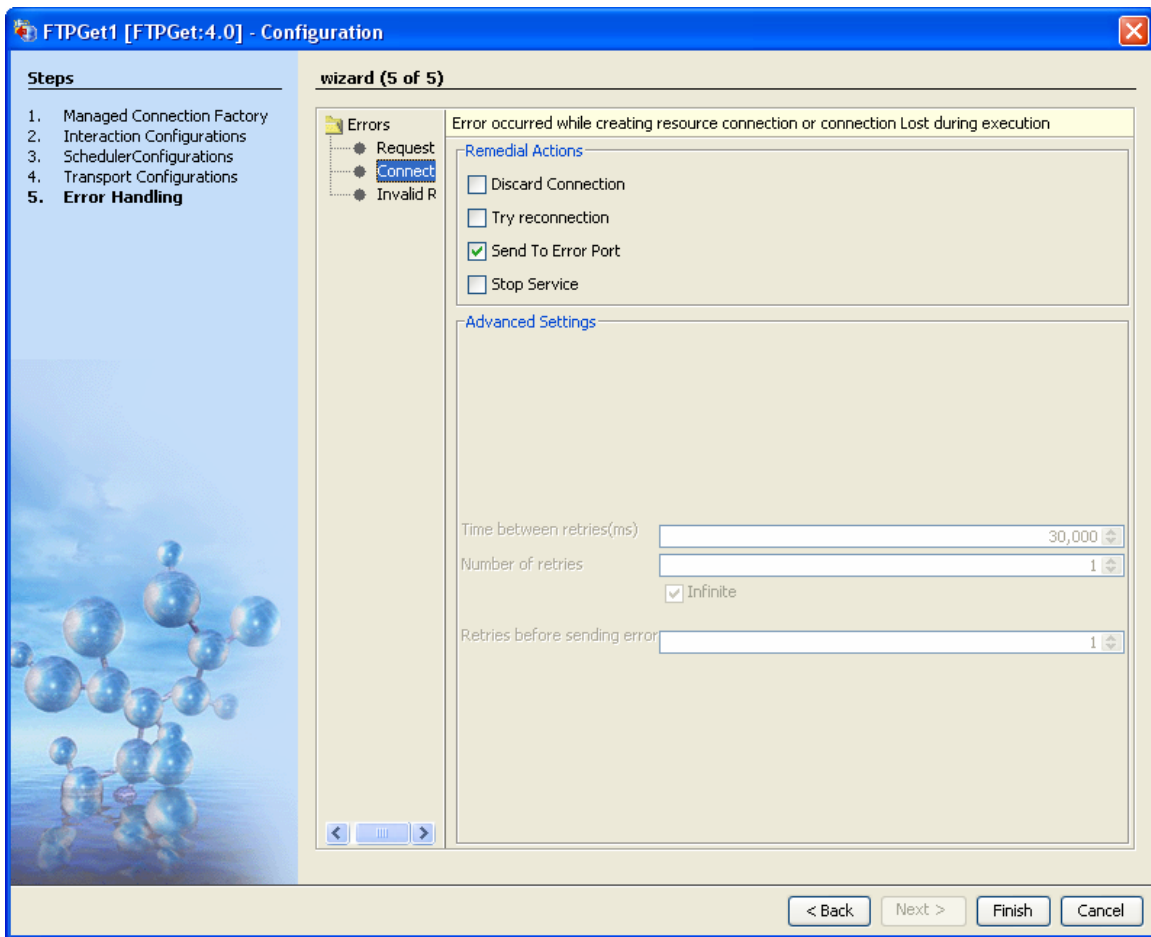 FTPGet1 [FTPGet:4.0] - Configuration
Steps
1. Managed Connection Factory
2. Interaction Configurations
3. SchedulerConfigurations
4. Transport Configurations
5. Error Handling
wizard (5 of 5)
Errors
Request
Connect
Invalid R
Error occurred while creating resource connection or connection Lost during execution
Remedial Actions
Discard Connection
Try reconnection
Send To Error Port
Stop Service
Advanced Settings
Time between retries(ms) 30,000
Number of retries 1
Infinite
Retries before sending error 1
< Back Next > Finish Cancel